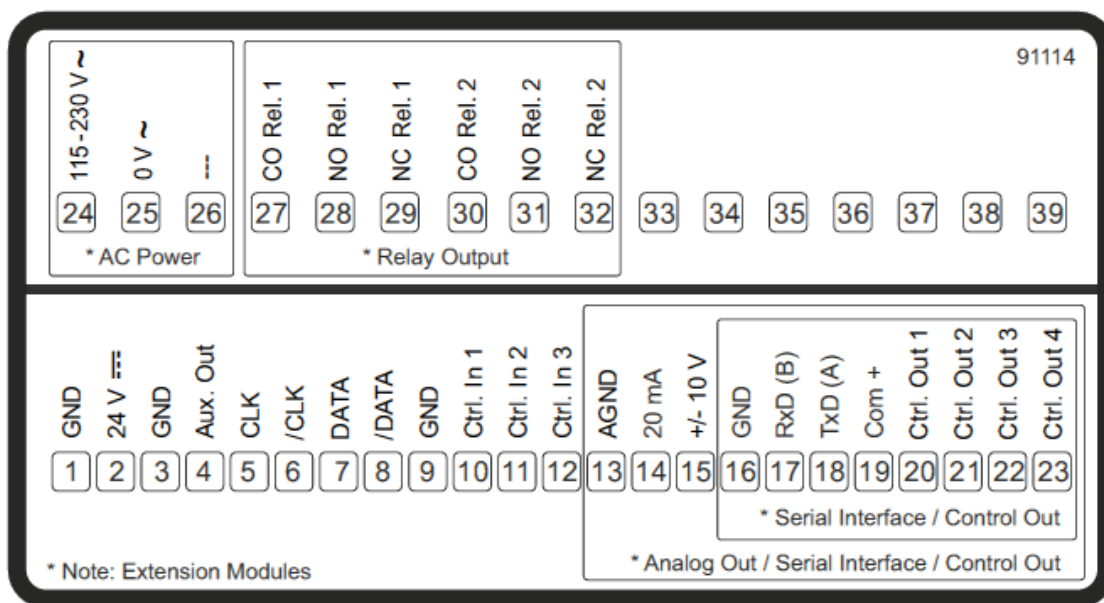 91114
115 - 230 V ~
0 V ~
---
CO Rel. 1
NO Rel. 1
NC Rel. 1
CO Rel. 2
NO Rel. 2
NC Rel. 2
24 25 26 27 28 29 30 31 32 33 34 35 36 37 38 39
* AC Power
* Relay Output
GND
24 V ⎓
GND
Aux. Out
CLK
/CLK
DATA
/DATA
GND
Ctrl. In 1
Ctrl. In 2
Ctrl. In 3
AGND
20 mA
+/- 10 V
GND
RxD (B)
TxD (A)
Com +
Ctrl. Out 1
Ctrl. Out 2
Ctrl. Out 3
Ctrl. Out 4
1 2 3 4 5 6 7 8 9 10 11 12 13 14 15 16 17 18 19 20 21 22 23
* Serial Interface / Control Out
* Analog Out / Serial Interface / Control Out
* Note: Extension Modules